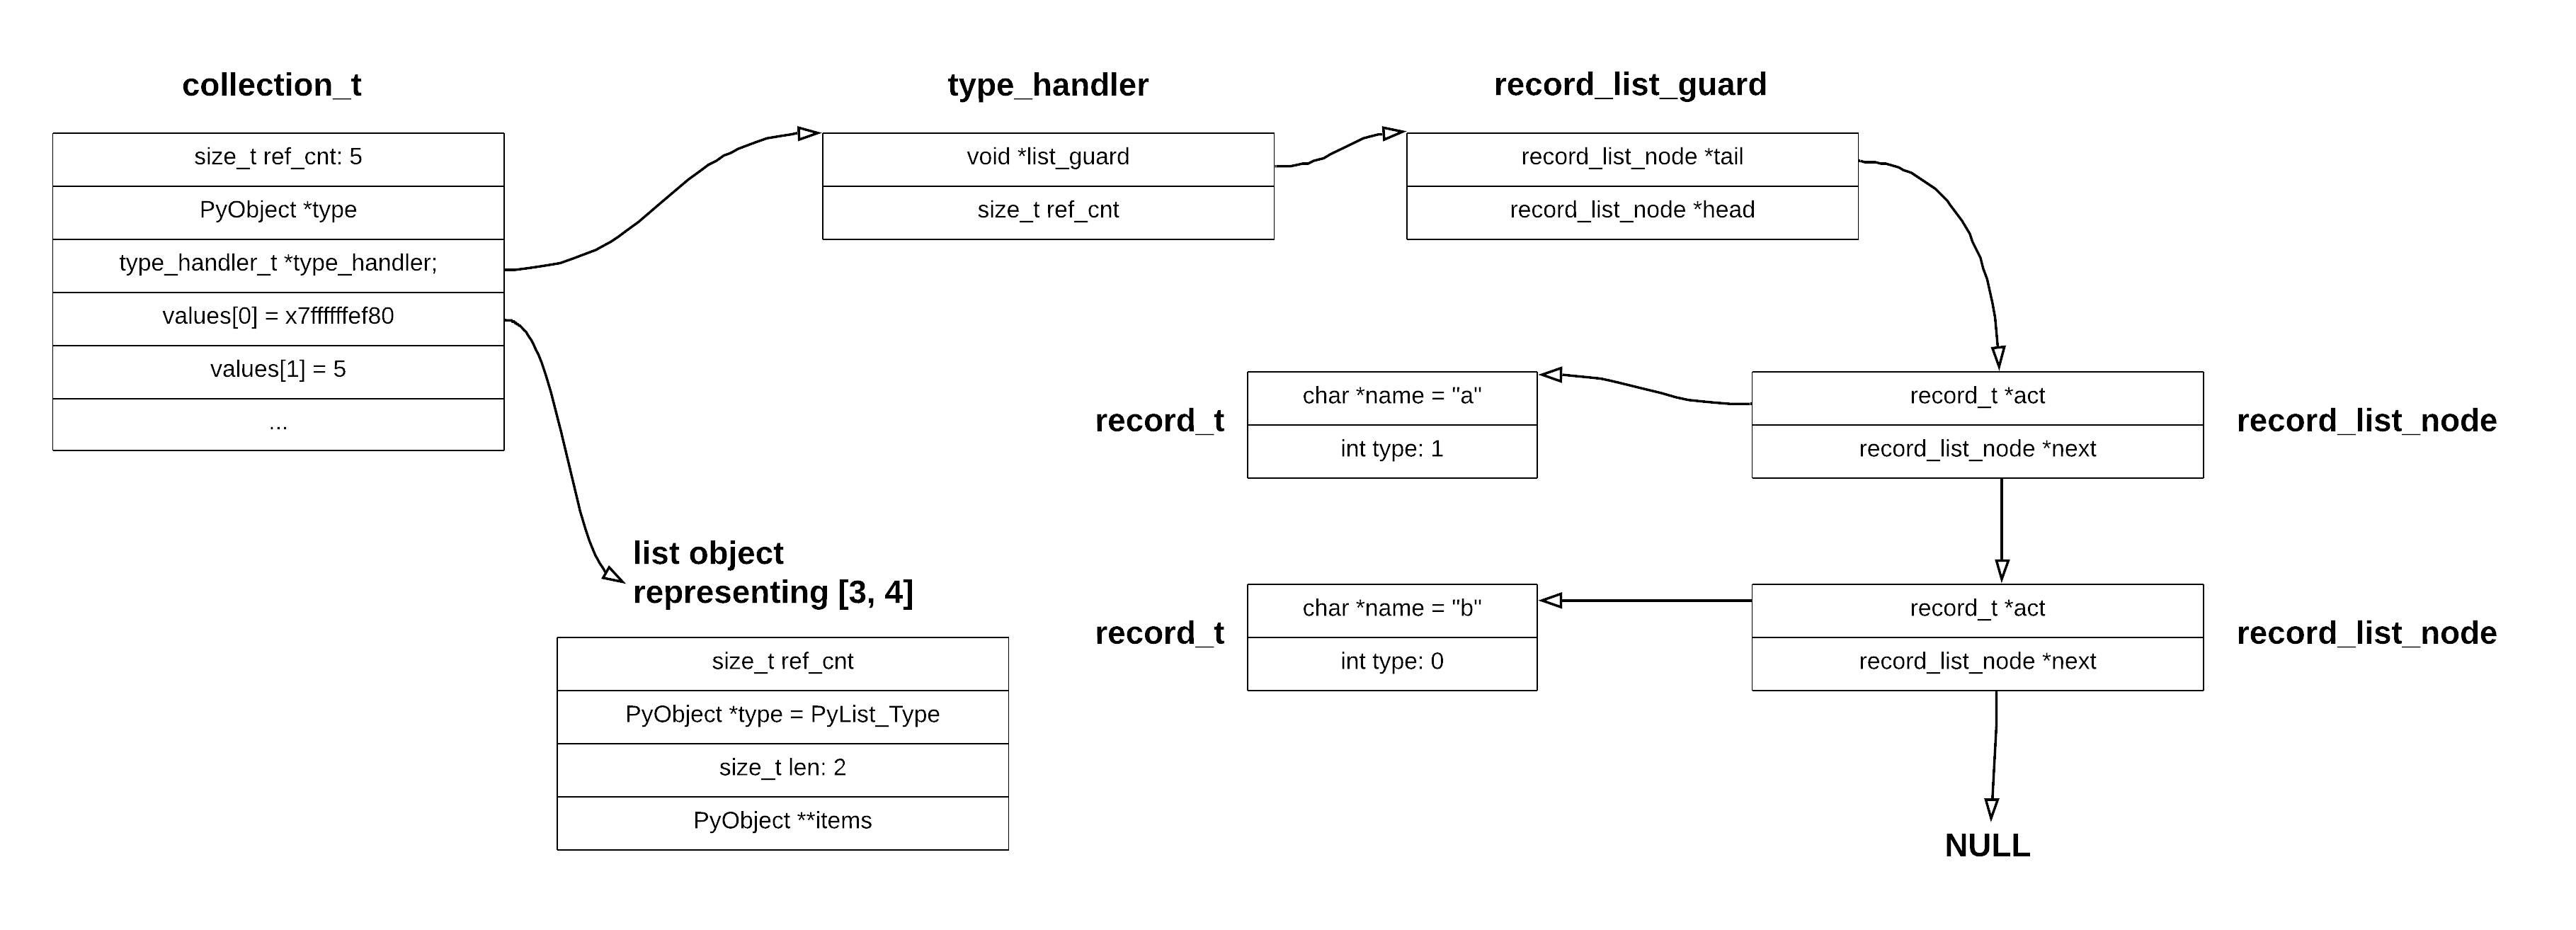 collection_t
size_t ref_cnt: 5
PyObject *type
type_handler_t *type_handler;
values[0] = x7ffffffef80
values[1] = 5
...
type_handler
void *list_guard
size_t ref_cnt
record_list_guard
record_list_node *tail
record_list_node *head
record_t
char *name = "a"
int type: 1
record_t *act
record_list_node *next
record_list_node
list object
representing [3, 4]
size_t ref_cnt
PyObject *type = PyList_Type
size_t len: 2
PyObject **items
record_t
char *name = "b"
int type: 0
record_t *act
record_list_node *next
record_list_node
NULL